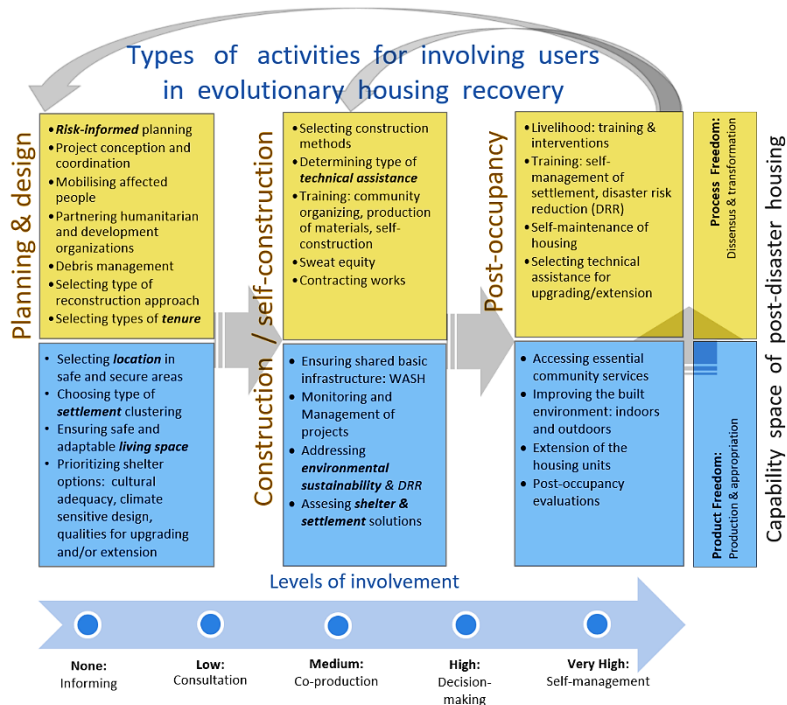 Types of activities for involving users
in evolutionary housing recovery
Planning & design
• Risk-informed planning
• Project conception and
coordination
• Mobilising affected
people
• Partnering humanitarian
and development
organizations
• Debris management
• Selecting type of
reconstruction approach
• Selecting types of tenure
• Selecting location in
safe and secure areas
• Choosing type of
settlement clustering
• Ensuring safe and
adaptable living space
• Prioritizing shelter
options: cultural
adequacy, climate
sensitive design,
qualities for upgrading
and/or extension
Construction / self-construction
• Selecting construction
methods
• Determining type of
technical assistance
• Training: community
organizing, production
of materials, self-
construction
• Sweat equity
• Contracting works
• Ensuring shared basic
infrastructure: WASH
• Monitoring and
Management of
projects
• Addressing
environmental
sustainability & DRR
• Assesing shelter &
settlement solutions
Post-occupancy
• Livelihood: training &
interventions
• Training: self-
management of
settlement, disaster risk
reduction (DRR)
• Self-maintenance of
housing
• Selecting technical
assistance for
upgrading/extension
• Accessing essential
community services
• Improving the built
environment: indoors
and outdoors
• Extension of the
housing units
• Post-occupancy
evaluations
Process Freedom:
Dissensus & transformation
Product Freedom:
Production & appropriation
Capability space of post-disaster housing
Levels of involvement
None:
Informing
Low:
Consultation
Medium:
Co-production
High:
Decision-
making
Very High:
Self-management